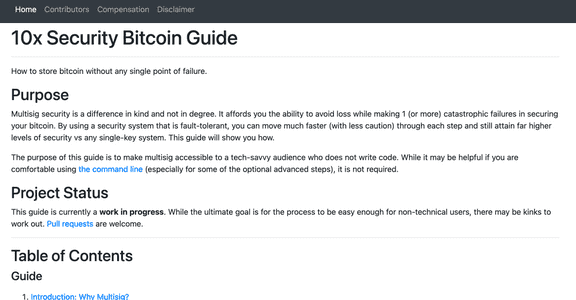 Home Contributors Compensation Disclaimer
10x Security Bitcoin Guide
How to store bitcoin without any single point of failure.
Purpose
Multisig security is a difference in kind and not in degree. It affords you the ability to avoid loss while making 1 (or more) catastrophic failures in securing
your bitcoin. By using a security system that is fault-tolerant, you can move much faster (with less caution) through each step and still attain far higher
levels of security vs any single-key system. This guide will show you how.
The purpose of this guide is to make multisig accessible to a tech-savvy audience who does not write code. While it may be helpful if you are
comfortable using the command line (especially for some of the optional advanced steps), it is not required.
Project Status
This guide is currently a work in progress. While the ultimate goal is for the process to be easy enough for non-technical users, there may be kinks to
work out. Pull requests are welcome.
Table of Contents
Guide
1. Introduction: Why Multisig?